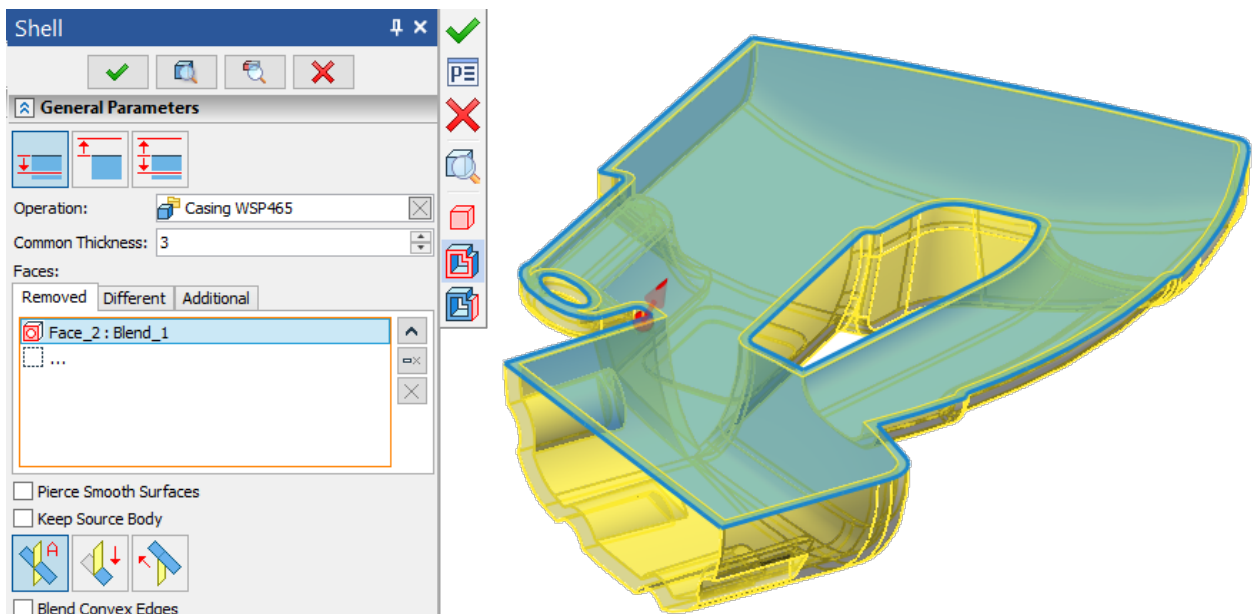 Shell
General Parameters
Operation: Casing WSP465
Common Thickness: 3
Faces:
Removed Different Additional
Face_2 : Blend_1
...
Pierce Smooth Surfaces
Keep Source Body
Blend Convex Edges